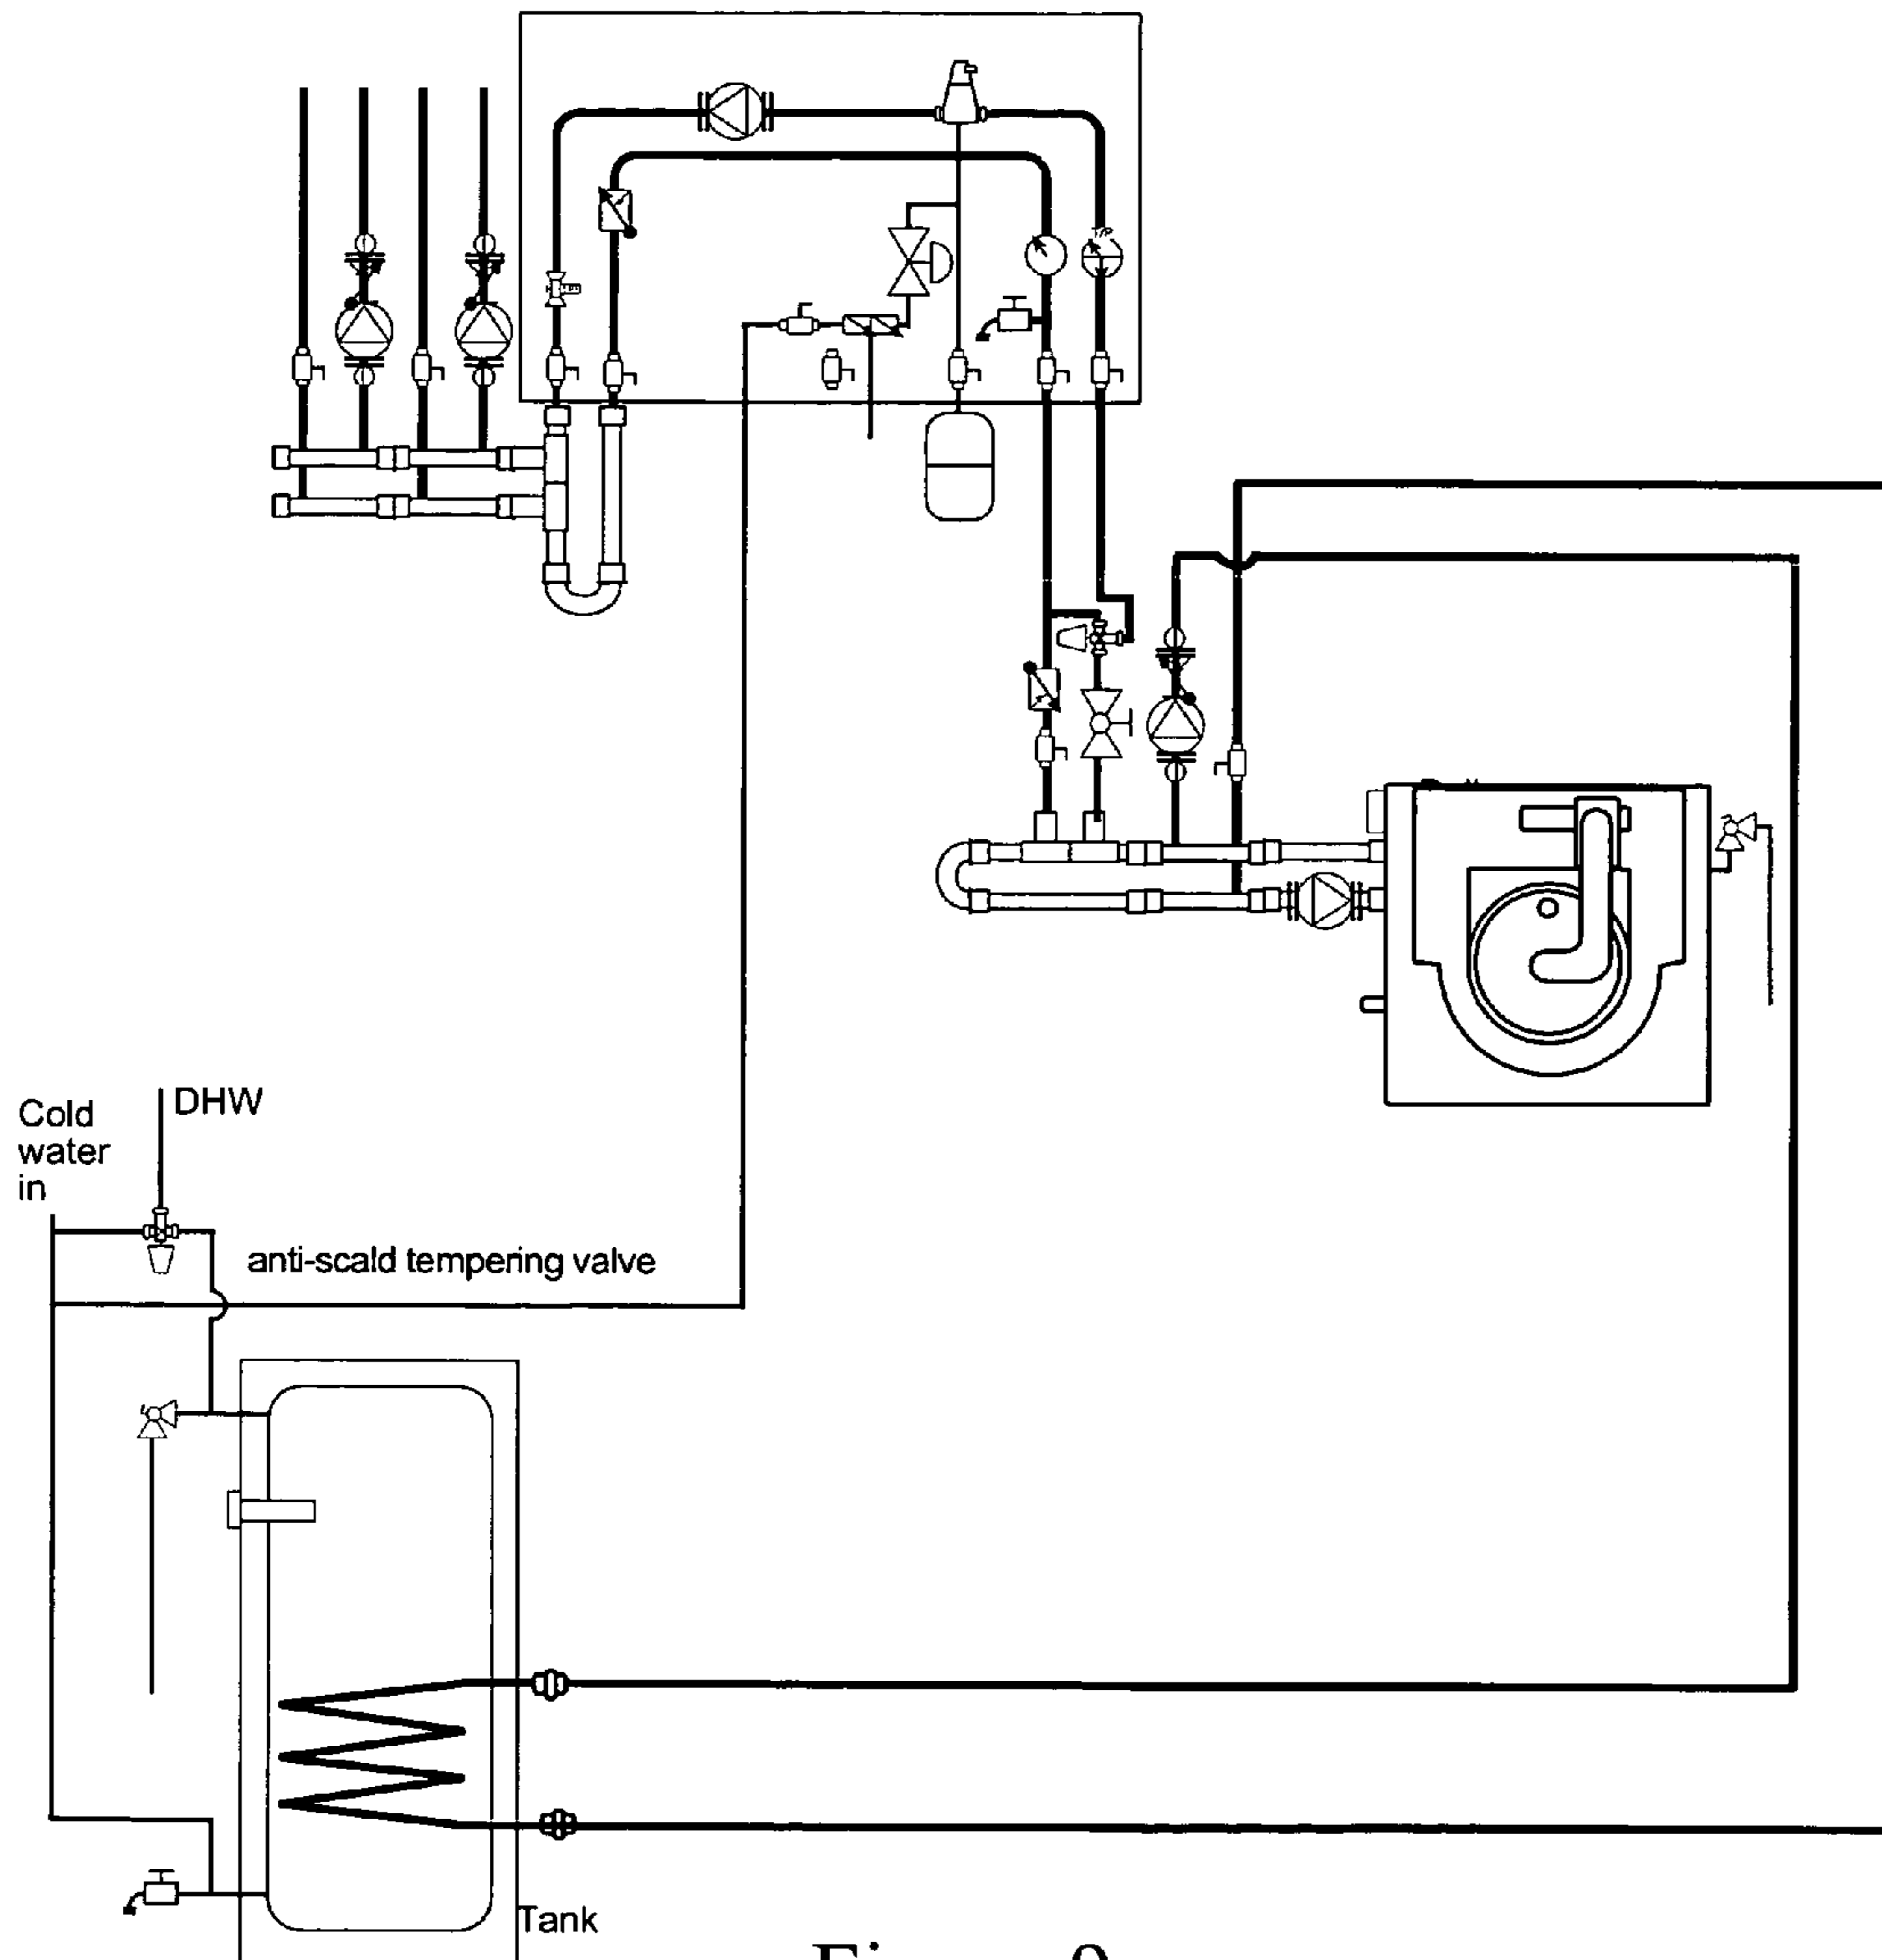 T/P
Cold
water
in
DHW
anti-scald tempering valve
Tank